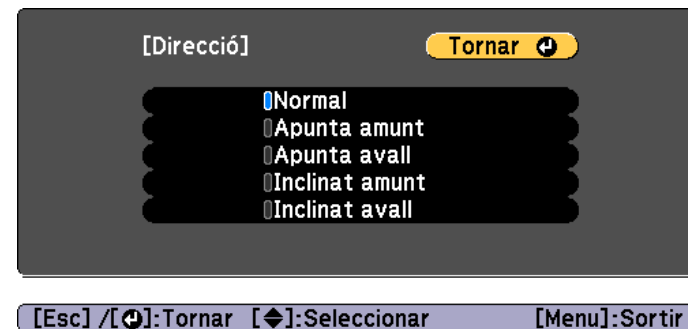 [Direcció] Tornar
Normal
Apunta amunt
Apunta avall
Inclinat amunt
Inclinat avall
[Esc] /[⏎]:Tornar [◆]:Seleccionar [Menu]:Sortir